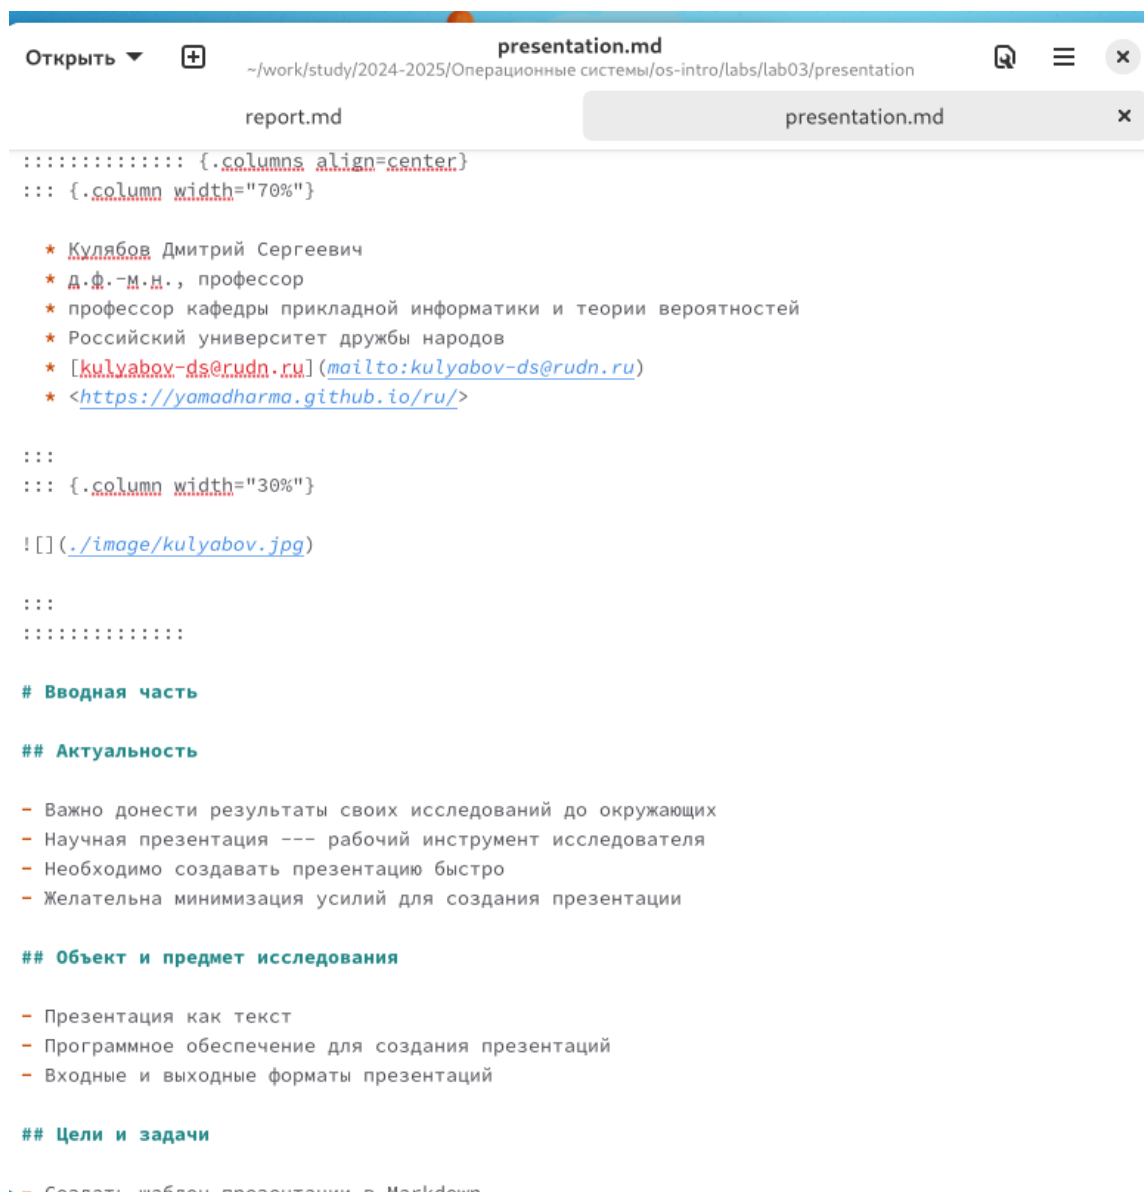 Открыть
presentation.md
~/work/study/2024-2025/Операционные системы/os-intro/labs/lab03/presentation
report.md
presentation.md
:::::::::::::: {.columns align=center}
::: {.column width="70%"}
* Кулябов Дмитрий Сергеевич
* д.ф.-м.н., профессор
* профессор кафедры прикладной информатики и теории вероятностей
* Российский университет дружбы народов
* [kulyabov-ds@rudn.ru](mailto:kulyabov-ds@rudn.ru)
* <https://yamadharma.github.io/ru/>
:::
::: {.column width="30%"}
![](./image/kulyabov.jpg)
:::
::::::::::::::
# Вводная часть
## Актуальность
- Важно донести результаты своих исследований до окружающих
- Научная презентация --- рабочий инструмент исследователя
- Необходимо создавать презентацию быстро
- Желательна минимизация усилий для создания презентации
## Объект и предмет исследования
- Презентация как текст
- Программное обеспечение для создания презентаций
- Входные и выходные форматы презентаций
## Цели и задачи
- Создать шаблон презентации в Markdown